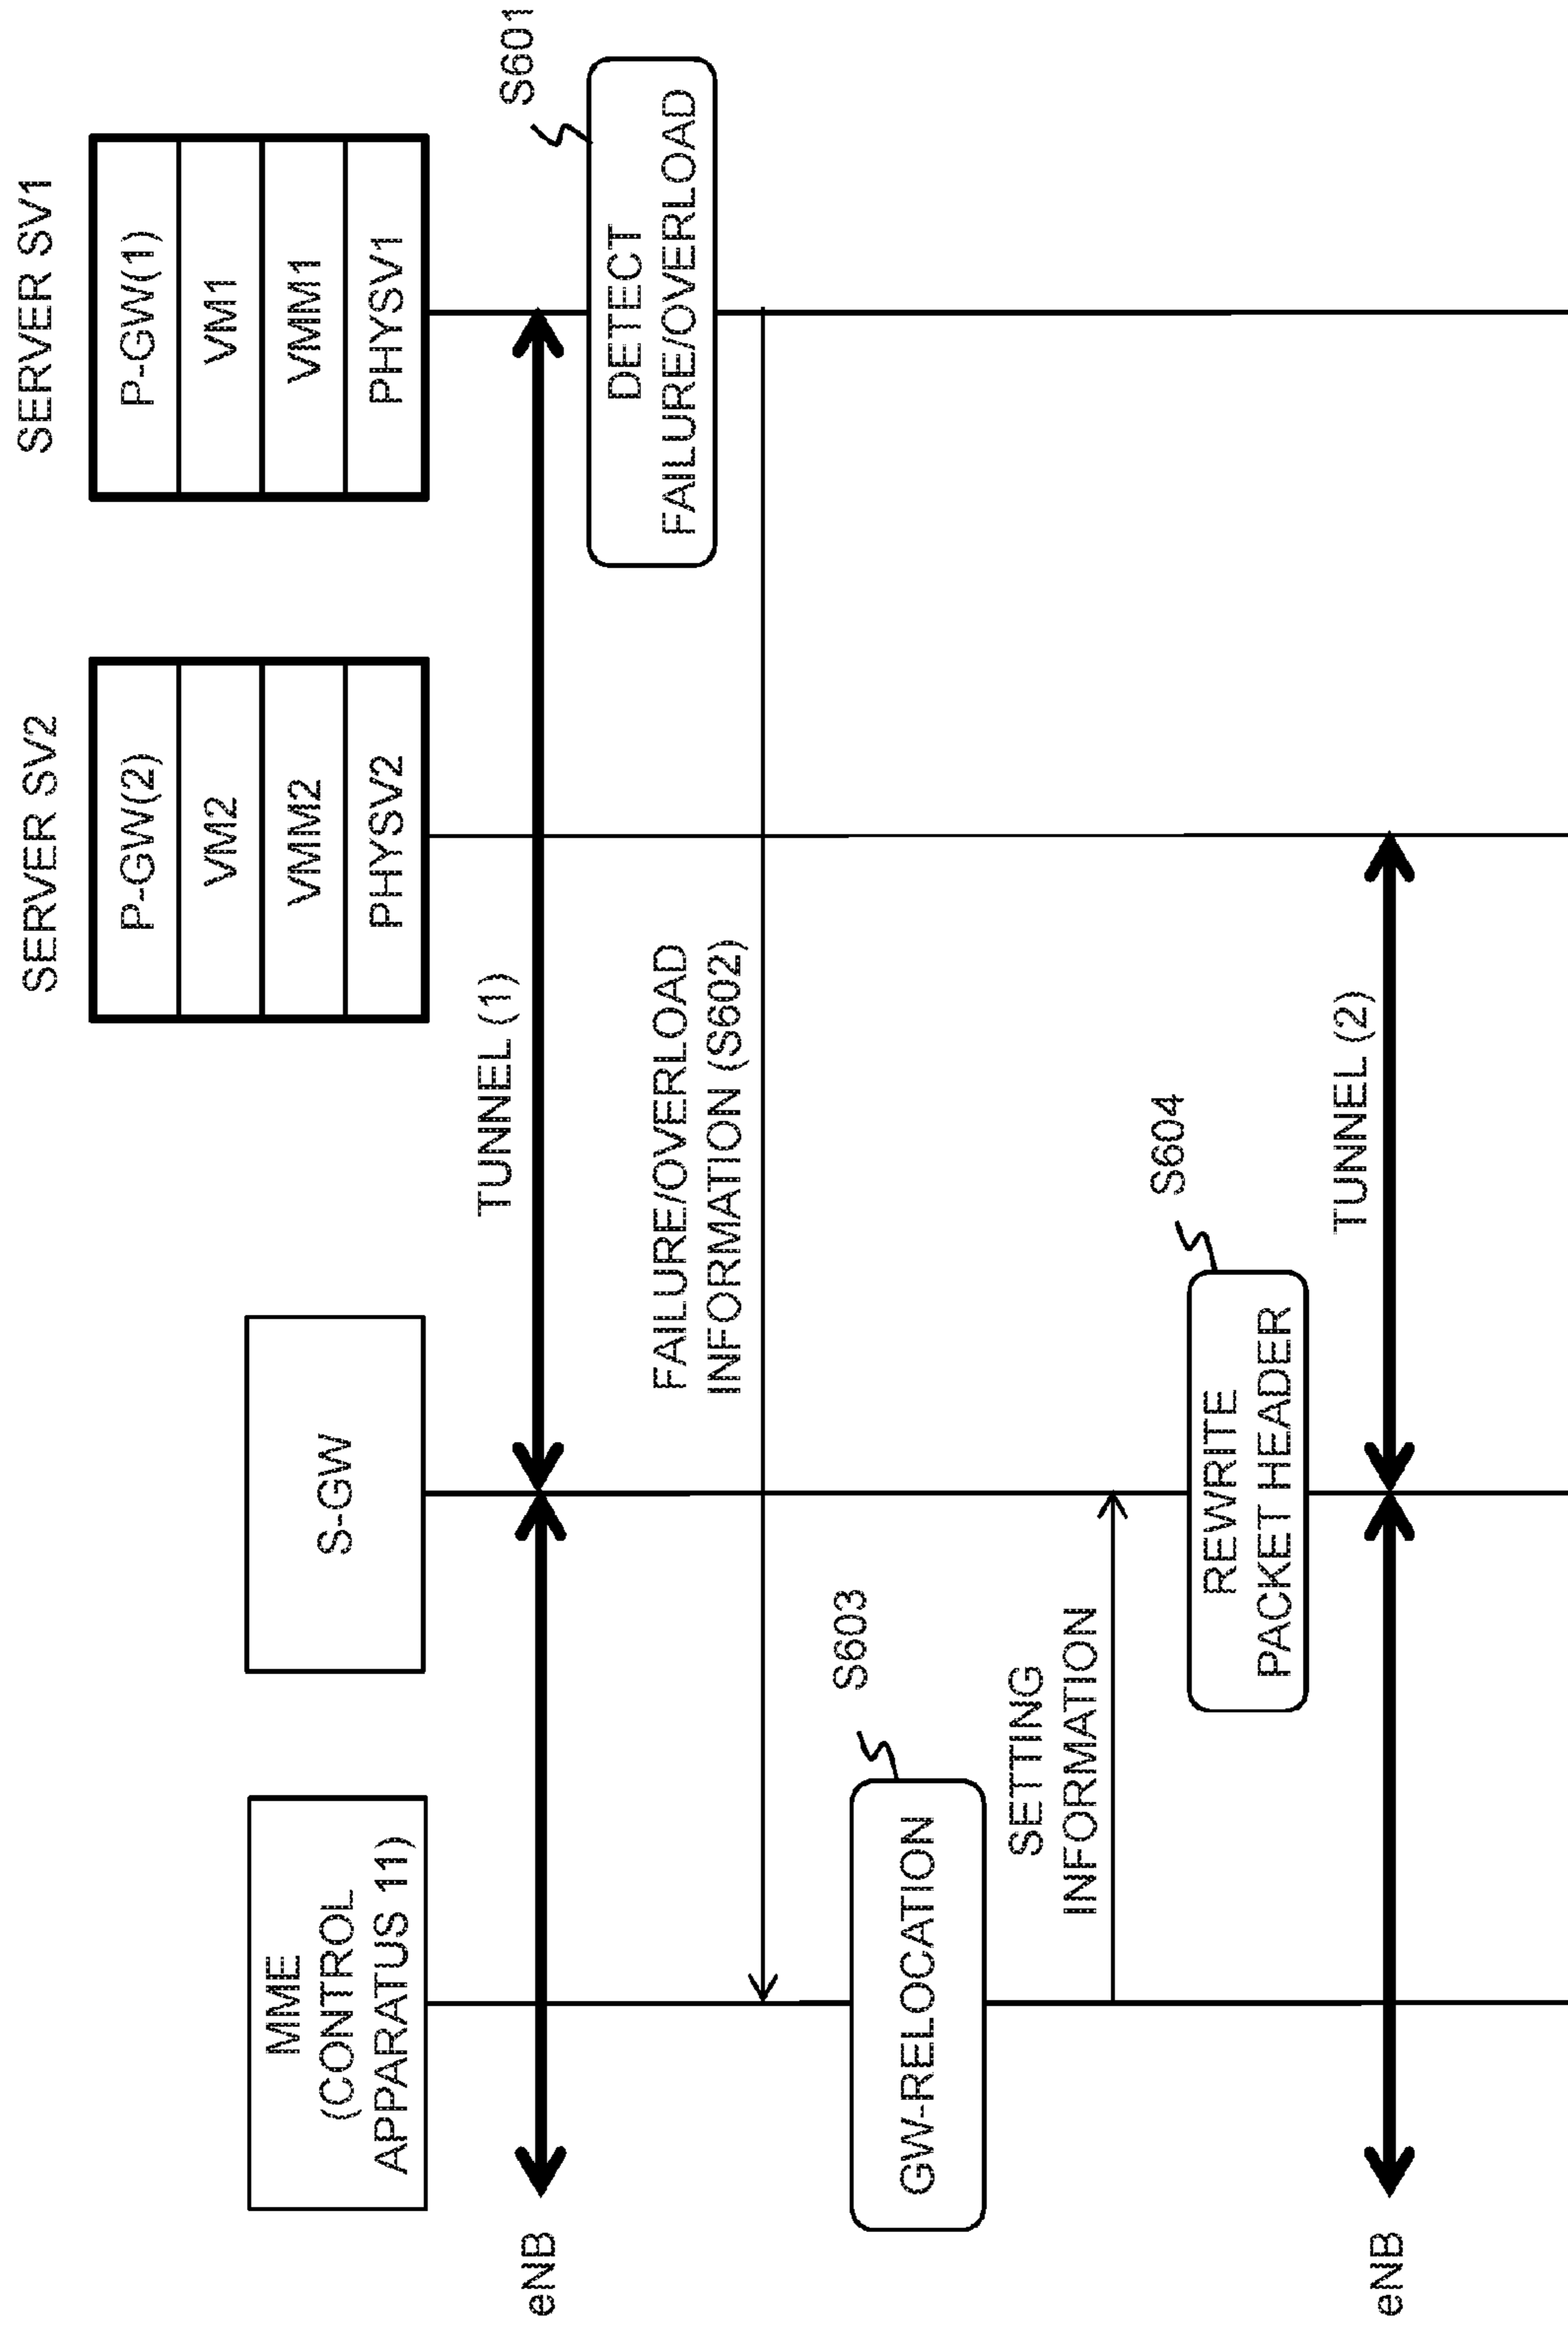 MME
(CONTROL
APPARATUS 11)
S-GW
SERVER SV2
P-GW(2)
VM2
VMM2
PHYSV2
SERVER SV1
P-GW(1)
VM1
VMM1
PHYSV1
eNB
TUNNEL (1)
S601
DETECT
FAILURE/OVERLOAD
FAILURE/OVERLOAD
INFORMATION (S602)
S603
GW-RELOCATION
SETTING
INFORMATION
S604
REWRITE
PACKET HEADER
eNB
TUNNEL (2)